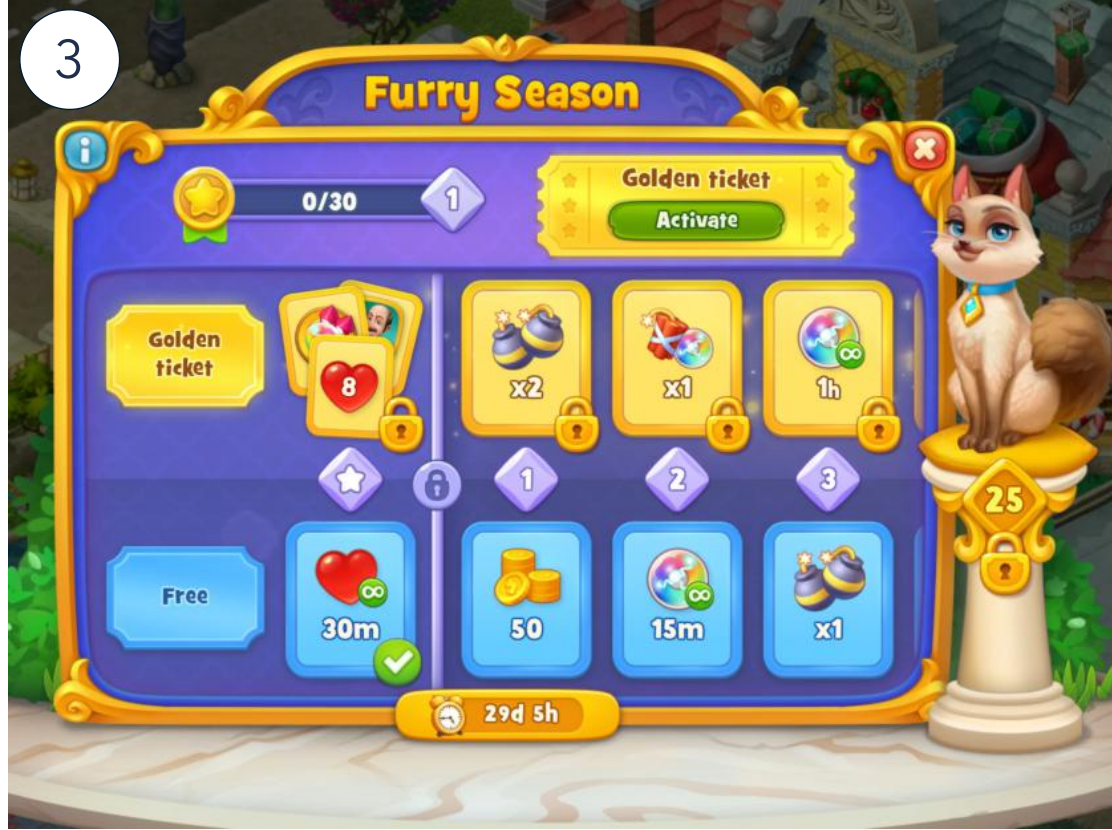 3
Furry Season
i
0/30
1
Golden ticket
Activate
Golden
ticket
8
x2
x1
1h
1
2
3
25
Free
30m
50
15m
x1
29d 5h